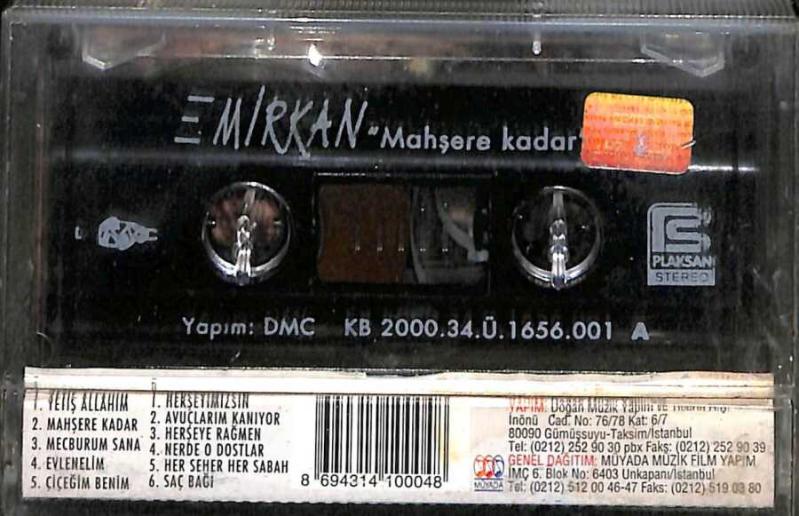 EMİRKAN "Mahşere kadar"
PLAKSAN
STEREO
Yapım: DMC KB 2000.34.Ü.1656.001 A
1. YETİŞ ALLAHIM
2. MAHŞERE KADAR
3. MECBURUM SANA
4. EVLENELİM
5. ÇİÇEĞİM BENİM
1. HERŞEYİMİZSİN
2. AVUÇLARIM KANIYOR
3. HERŞEYE RAĞMEN
4. NERDE O DOSTLAR
5. HER SEHER HER SABAH
6. SAÇ BAĞI
8 694314 100048
YAPIM: Doğan Müzik Yapım ve
İnönü Cad. No: 76/78 Kat: 6/7
80090 Gümüşsuyu-Taksim/İstanbul
Tel: (0212) 252 90 30 pbx Faks: (0212) 252 90 39
GENEL DAĞITIM: MÜYADA MÜZİK FİLM YAPIM
İMÇ 6. Blok No: 6403 Unkapanı/İstanbul
Tel: (0212) 512 00 46-47 Faks: (0212) 519 03 80
MÜYADA